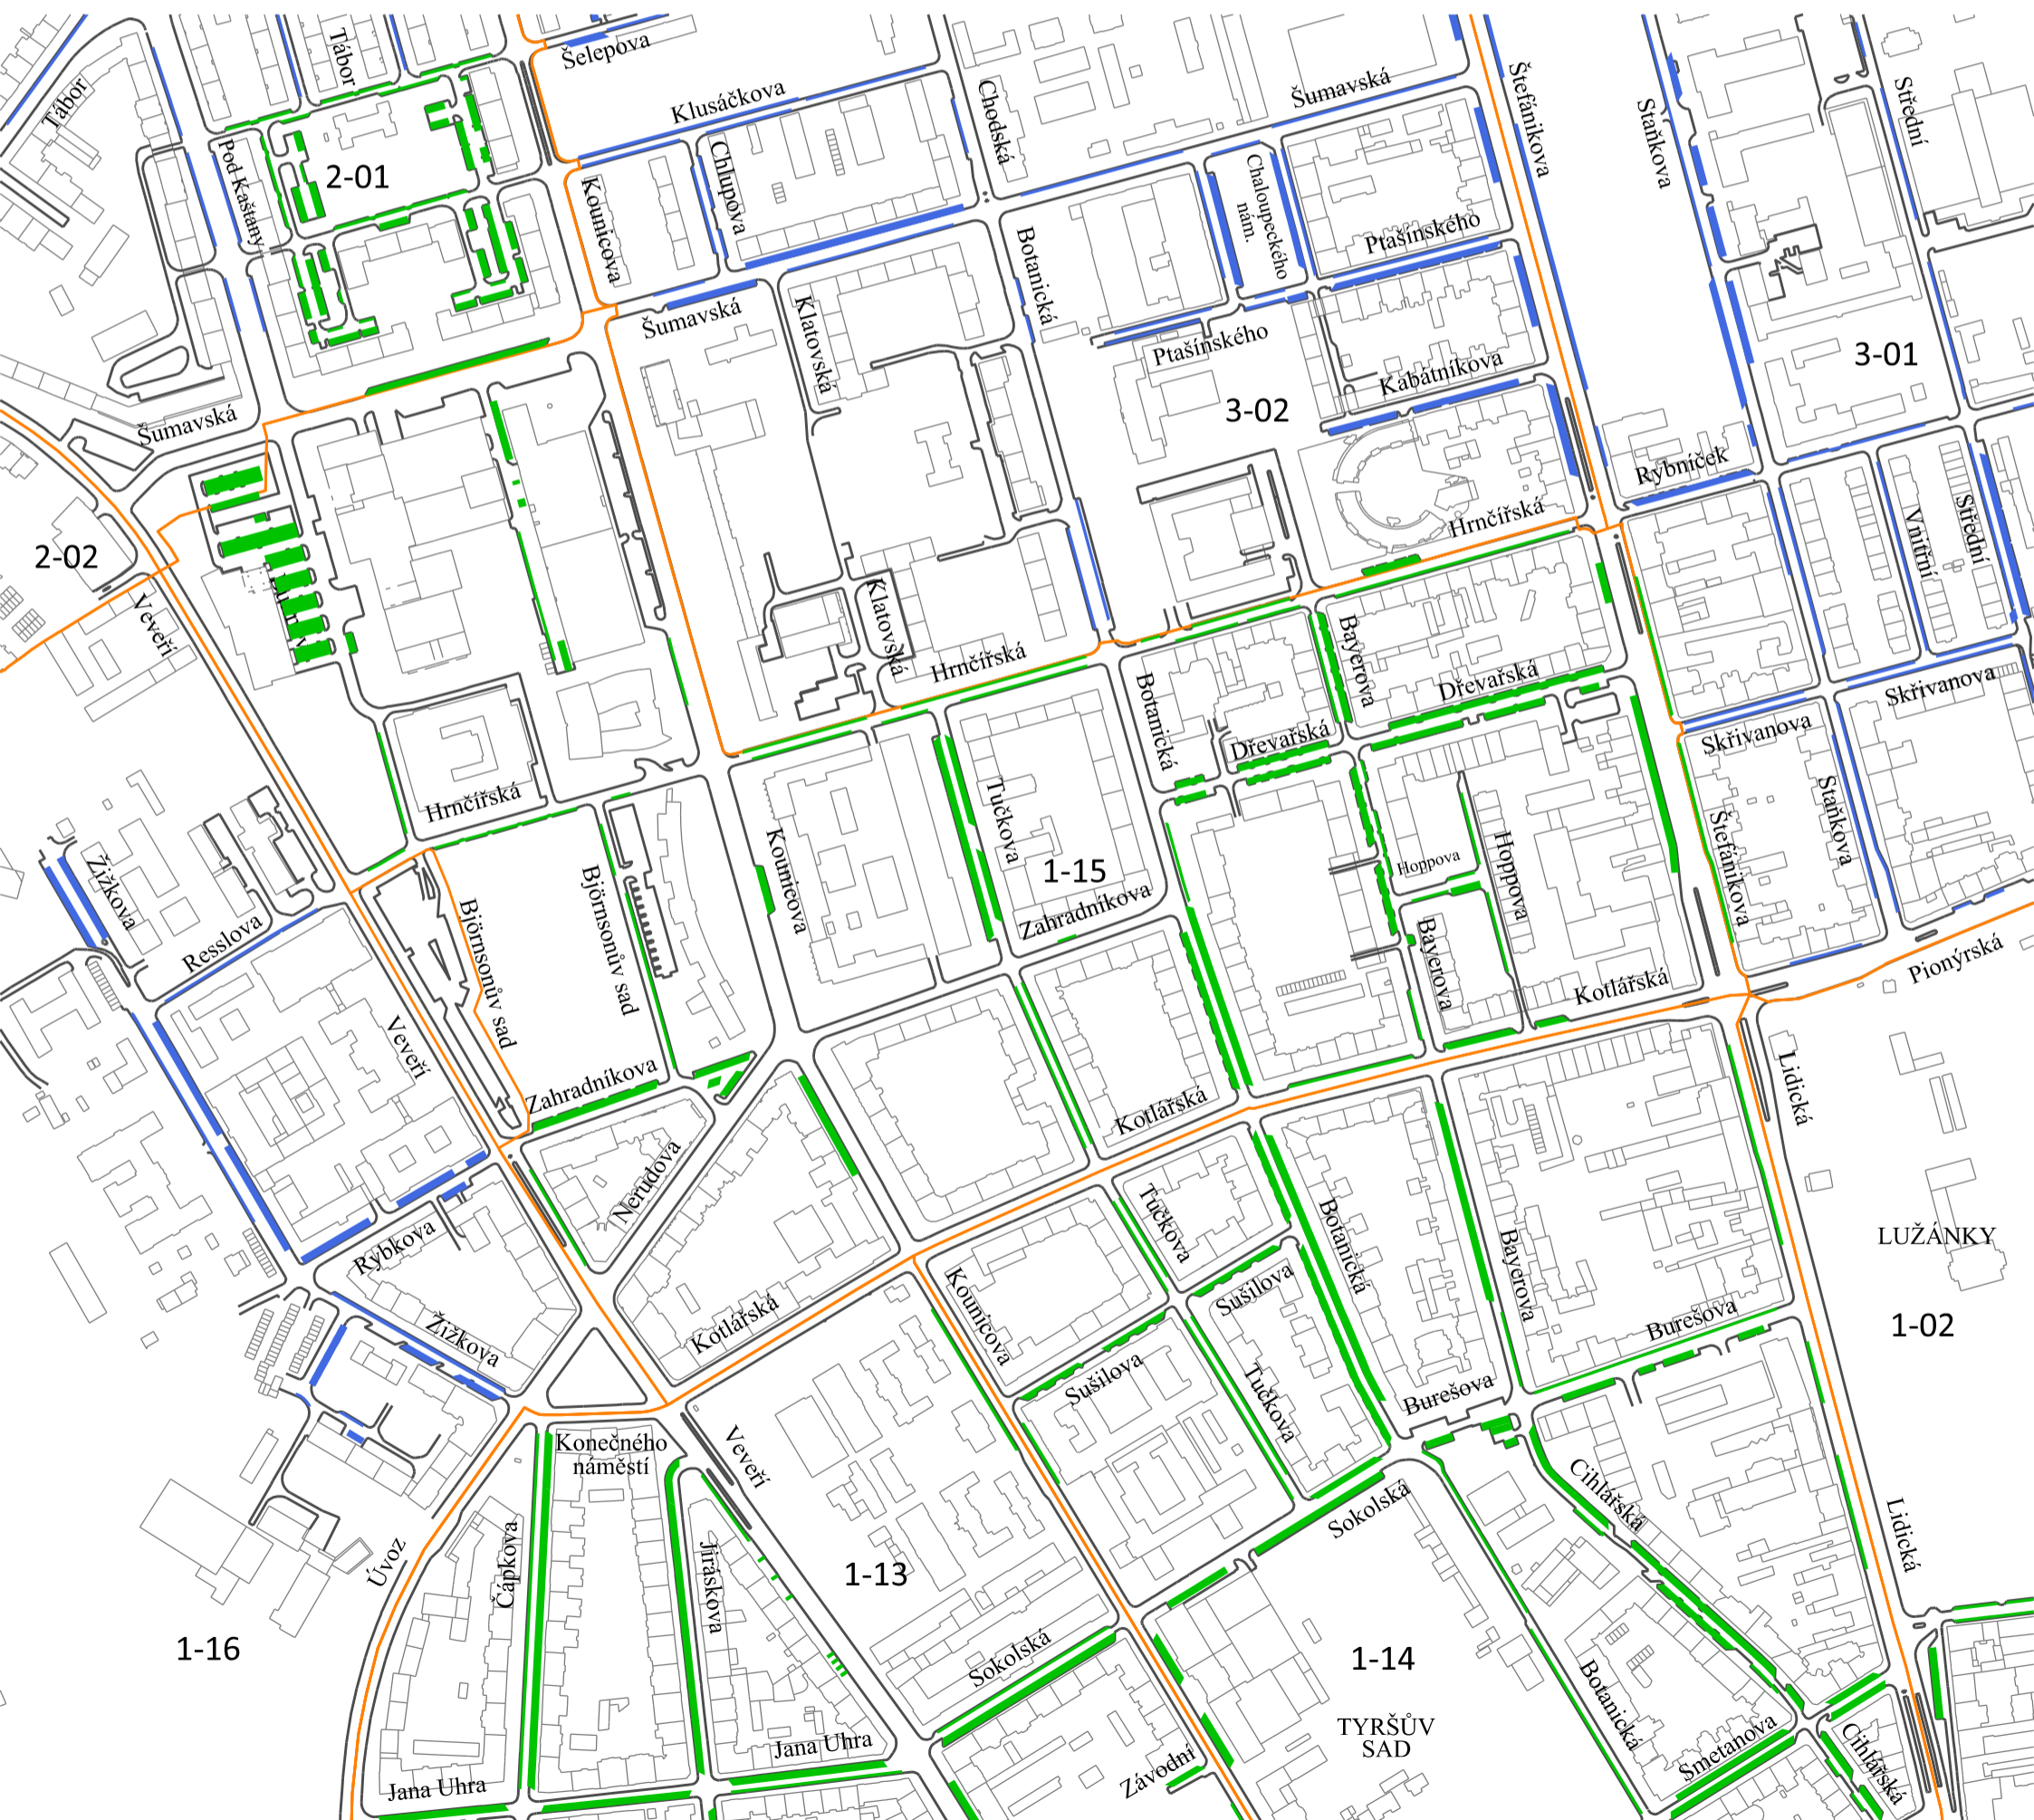 Šelepova
Tábor
Tábor
Klusáčkova
Šumavská
Štefánikova
Staňkova
Střední
Chodská
Pod Kaštany
2-01
Chlupova
Kounicova
Chaloupeckého
nám.
Ptašínského
Botanická
Šumavská
Klatovská
Ptašínského
3-01
Kabátníkova
3-02
Šumavská
Rybníček
Hrnčířská
Vnitřní
Střední
2-02
Veveří
Klatovská
Hrnčířská
Bayerova
Botanická
Dřevařská
Dřevařská
Skřivanova
Skřivanova
Hrnčířská
Tučkova
Staňkova
Štefánikova
Kounicova
Hoppova
Hoppova
1-15
Žižkova
Björnsonův sad
Björnsonův sad
Zahradníkova
Resslova
Bayerova
Pionýrská
Kotlářská
Veveří
Zahradníkova
Lidická
Kotlářská
Nerudova
Tučkova
Botanická
Rybkova
LUŽÁNKY
Bayerova
Sušilova
Kounicova
Žižkova
Kotlářská
Burešova
1-02
Sušilova
Tučkova
Burešova
Konečného
náměstí
Veveří
Cihlářská
Sokolská
Lidická
Úvoz
Čápkova
Jiráskova
1-13
1-16
Sokolská
1-14
Botanická
TYRŠŮV
SAD
Jana Uhra
Závodní
Smetanova
Cihlářská
Jana Uhra